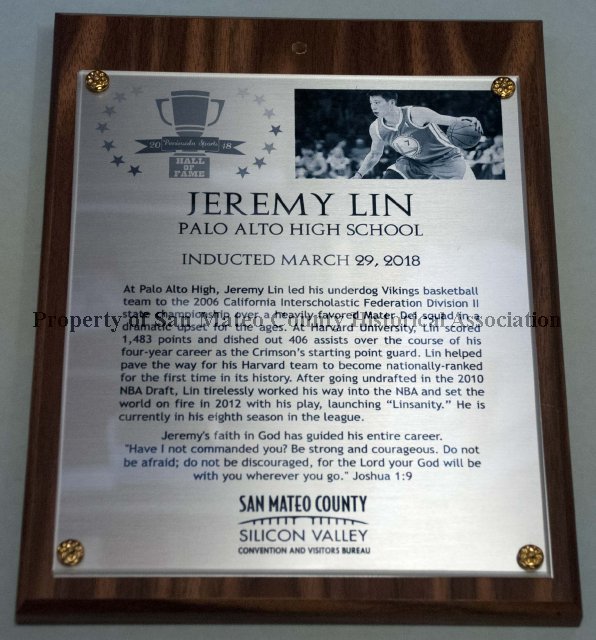 Peninsula Sports
20 18
HALL
OF
FAME
7
JEREMY LIN
PALO ALTO HIGH SCHOOL
INDUCTED MARCH 29, 2018
At Palo Alto High, Jeremy Lin led his underdog Vikings basketball
team to the 2006 California Interscholastic Federation Division II
state championship over a heavily favored Mater Dei squad in a
Property of San Mateo County Historical Association
dramatic upset for the ages. At Harvard University, Lin scored
1,483 points and dished out 406 assists over the course of his
four-year career as the Crimson's starting point guard. Lin helped
pave the way for his Harvard team to become nationally-ranked
for the first time in its history. After going undrafted in the 2010
NBA Draft, Lin tirelessly worked his way into the NBA and set the
world on fire in 2012 with his play, launching "Linsanity." He is
currently in his eighth season in the league.
Jeremy's faith in God has guided his entire career.
"Have I not commanded you? Be strong and courageous. Do not
be afraid; do not be discouraged, for the Lord your God will be
with you wherever you go." Joshua 1:9
SAN MATEO COUNTY
SILICON VALLEY
CONVENTION AND VISITORS BUREAU